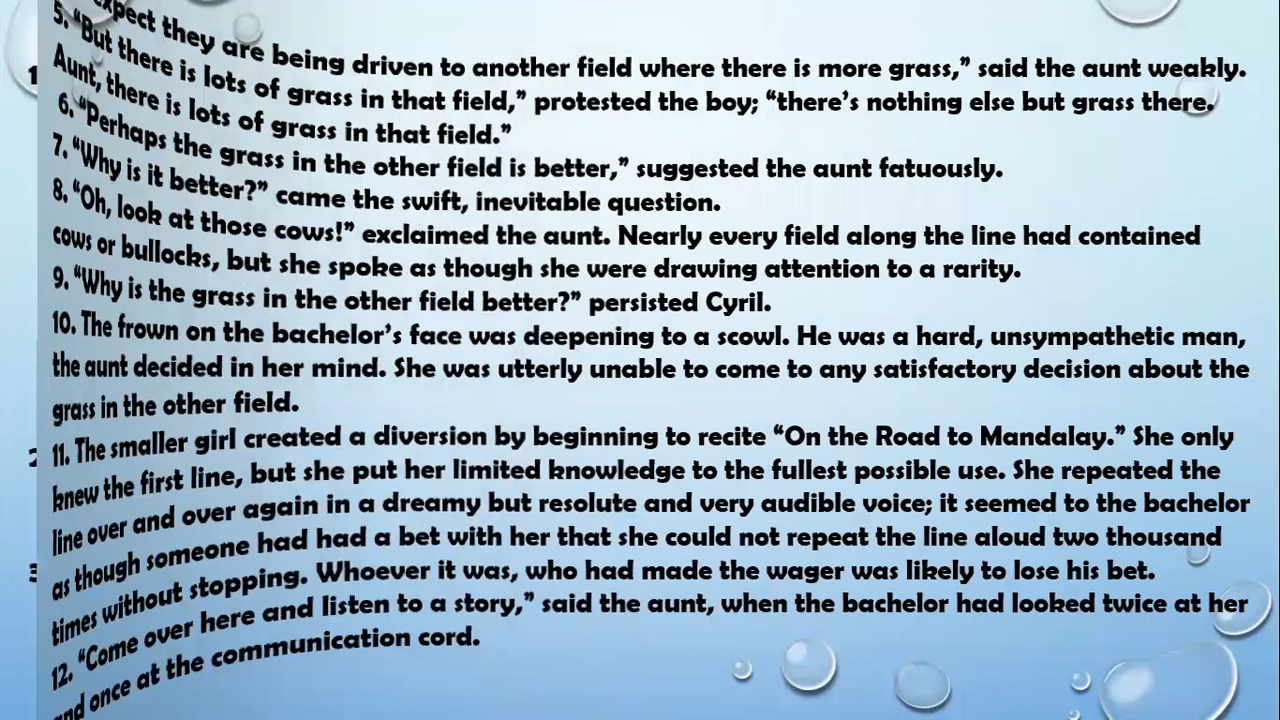 expect they are being driven to another field where there is more grass,” said the aunt weakly.
5. “But there is lots of grass in that field,” protested the boy; “there’s nothing else but grass there.
Aunt, there is lots of grass in that field.”
6. “Perhaps the grass in the other field is better,” suggested the aunt fatuously.
7. “Why is it better?” came the swift, inevitable question.
8. “Oh, look at those cows!” exclaimed the aunt. Nearly every field along the line had contained
cows or bullocks, but she spoke as though she were drawing attention to a rarity.
9. “Why is the grass in the other field better?” persisted Cyril.
10. The frown on the bachelor’s face was deepening to a scowl. He was a hard, unsympathetic man,
the aunt decided in her mind. She was utterly unable to come to any satisfactory decision about the
grass in the other field.
11. The smaller girl created a diversion by beginning to recite “On the Road to Mandalay.” She only
knew the first line, but she put her limited knowledge to the fullest possible use. She repeated the
line over and over again in a dreamy but resolute and very audible voice; it seemed to the bachelor
as though someone had had a bet with her that she could not repeat the line aloud two thousand
times without stopping. Whoever it was, who had made the wager was likely to lose his bet.
12. “Come over here and listen to a story,” said the aunt, when the bachelor had looked twice at her
and once at the communication cord.